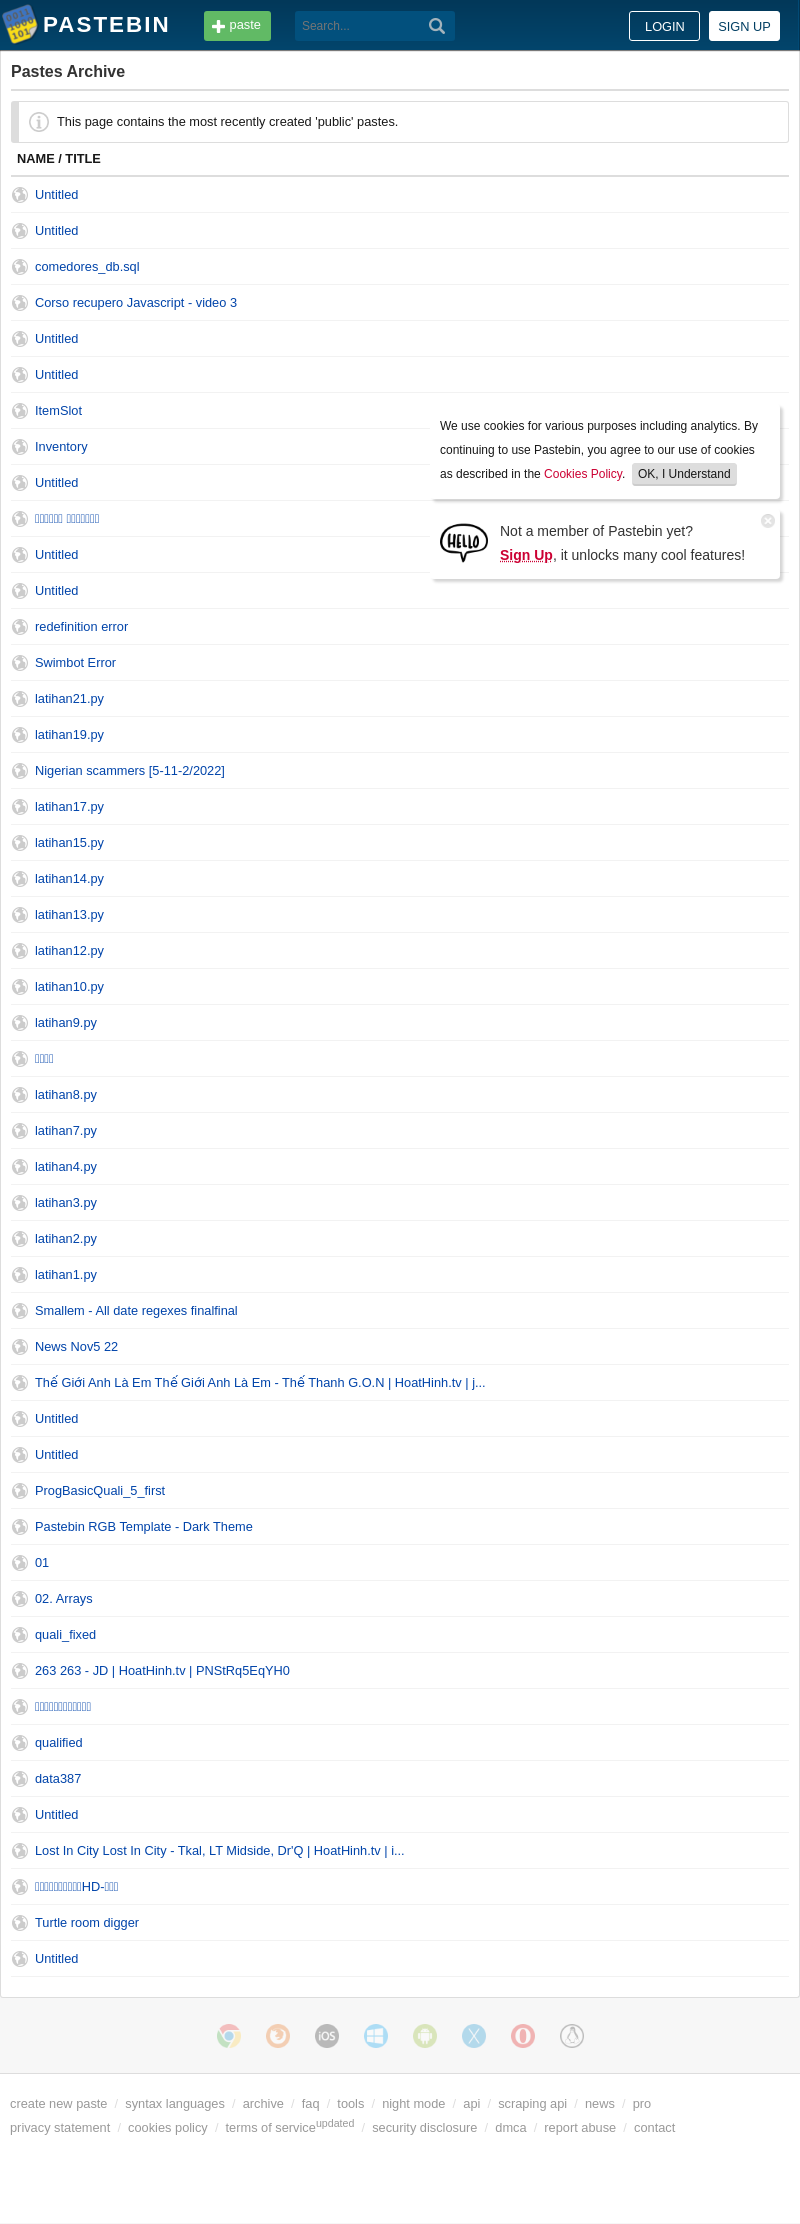 PASTEBIN
paste
Search...
LOGIN
SIGN UP
Pastes Archive
This page contains the most recently created 'public' pastes.
NAME / TITLE
Untitled
Untitled
comedores_db.sql
Corso recupero Javascript - video 3
Untitled
Untitled
ItemSlot
Inventory
Untitled
Untitled
Untitled
redefinition error
Swimbot Error
latihan21.py
latihan19.py
Nigerian scammers [5-11-2/2022]
latihan17.py
latihan15.py
latihan14.py
latihan13.py
latihan12.py
latihan10.py
latihan9.py
latihan8.py
latihan7.py
latihan4.py
latihan3.py
latihan2.py
latihan1.py
Smallem - All date regexes finalfinal
News Nov5 22
Thế Giới Anh Là Em Thế Giới Anh Là Em - Thế Thanh G.O.N | HoatHinh.tv | j...
Untitled
Untitled
ProgBasicQuali_5_first
Pastebin RGB Template - Dark Theme
01
02. Arrays
quali_fixed
263 263 - JD | HoatHinh.tv | PNStRq5EqYH0
qualified
data387
Untitled
Lost In City Lost In City - Tkal, LT Midside, Dr'Q | HoatHinh.tv | i...
HD-
Turtle room digger
Untitled
We use cookies for various purposes including analytics. By
continuing to use Pastebin, you agree to our use of cookies
as described in the Cookies Policy. OK, I Understand
HELLO
Not a member of Pastebin yet?
Sign Up, it unlocks many cool features!
iOS
create new paste / syntax languages / archive / faq / tools / night mode / api / scraping api / news / pro
privacy statement / cookies policy / terms of service updated / security disclosure / dmca / report abuse / contact